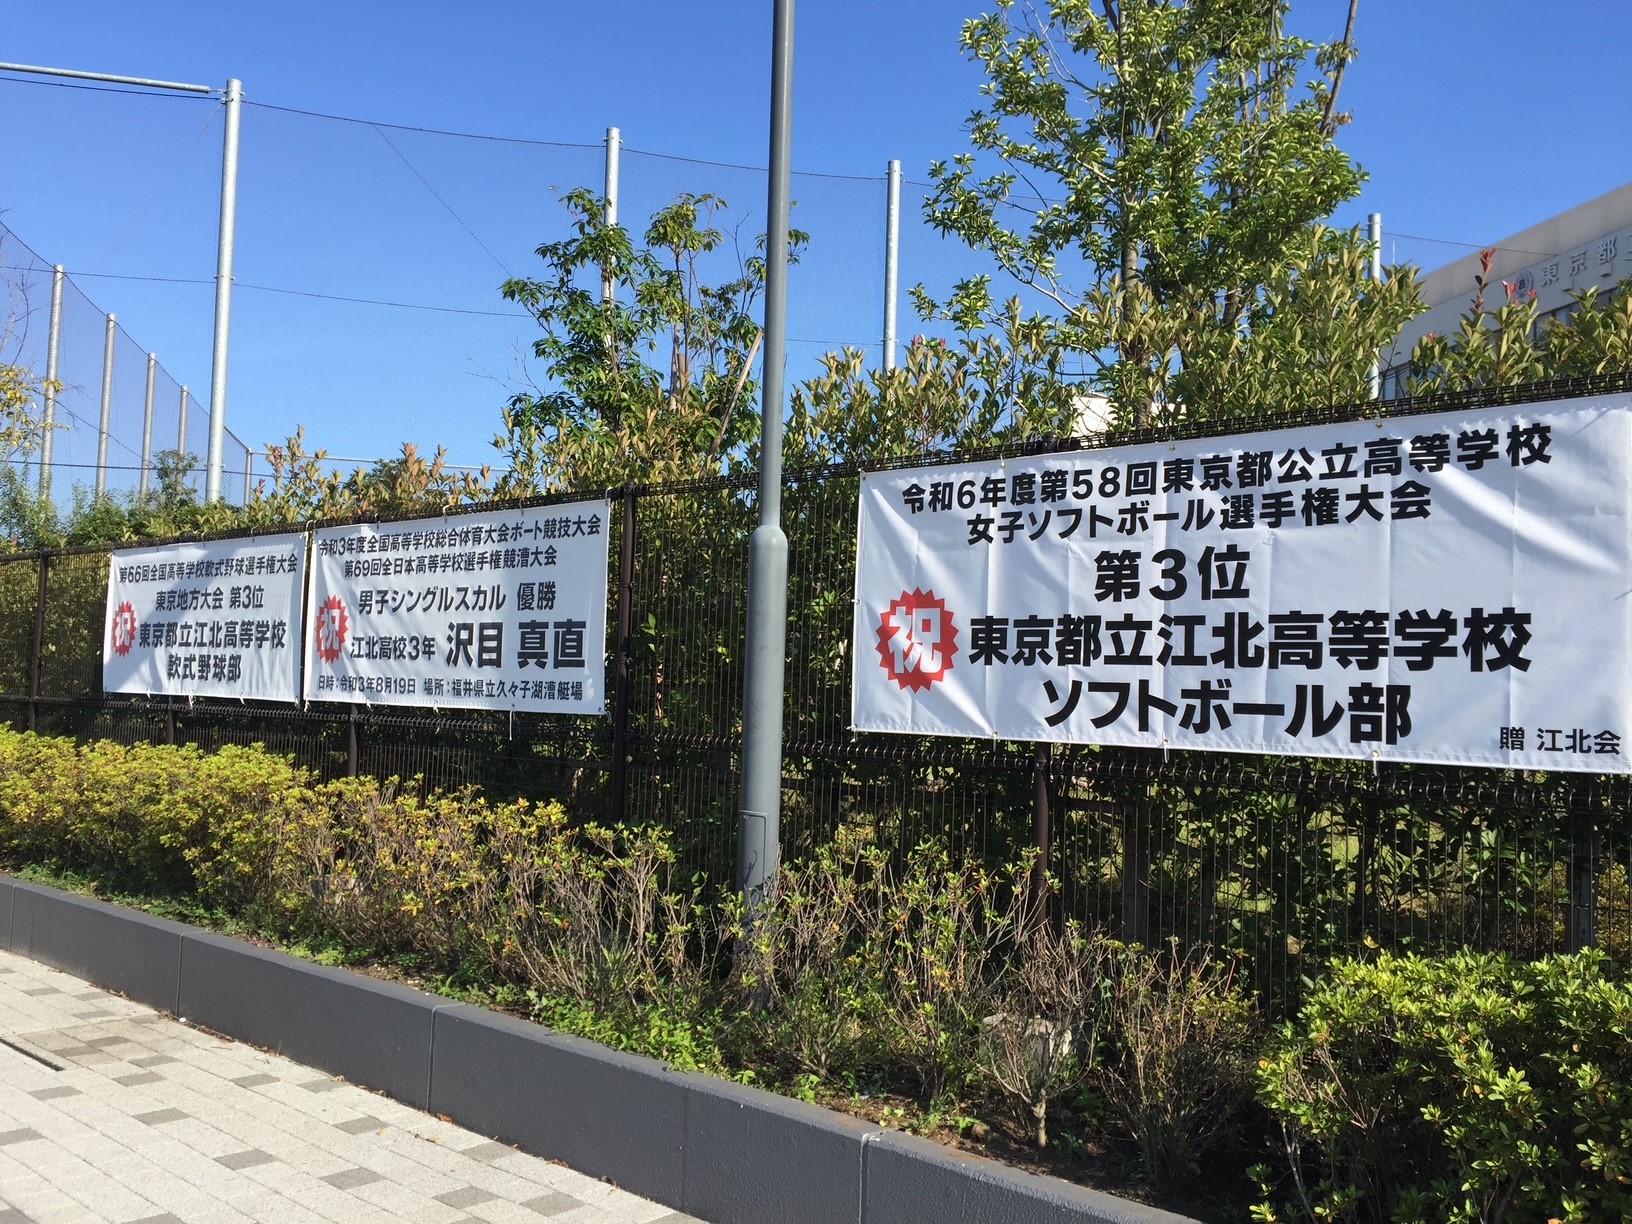 第66回全国高等学校軟式野球選手権大会
東京地方大会 第3位
祝
東京都立江北高等学校
軟式野球部
令和3年度全国高等学校総合体育大会ボート競技大会
第69回全日本高等学校選手権競漕大会
男子シングルスカル 優勝
祝
江北高校3年 沢目 真直
日時：令和3年8月19日 場所：福井県立久々子湖漕艇場
令和6年度第58回東京都公立高等学校
女子ソフトボール選手権大会
第3位
祝
東京都立江北高等学校
ソフトボール部
贈 江北会
東京都